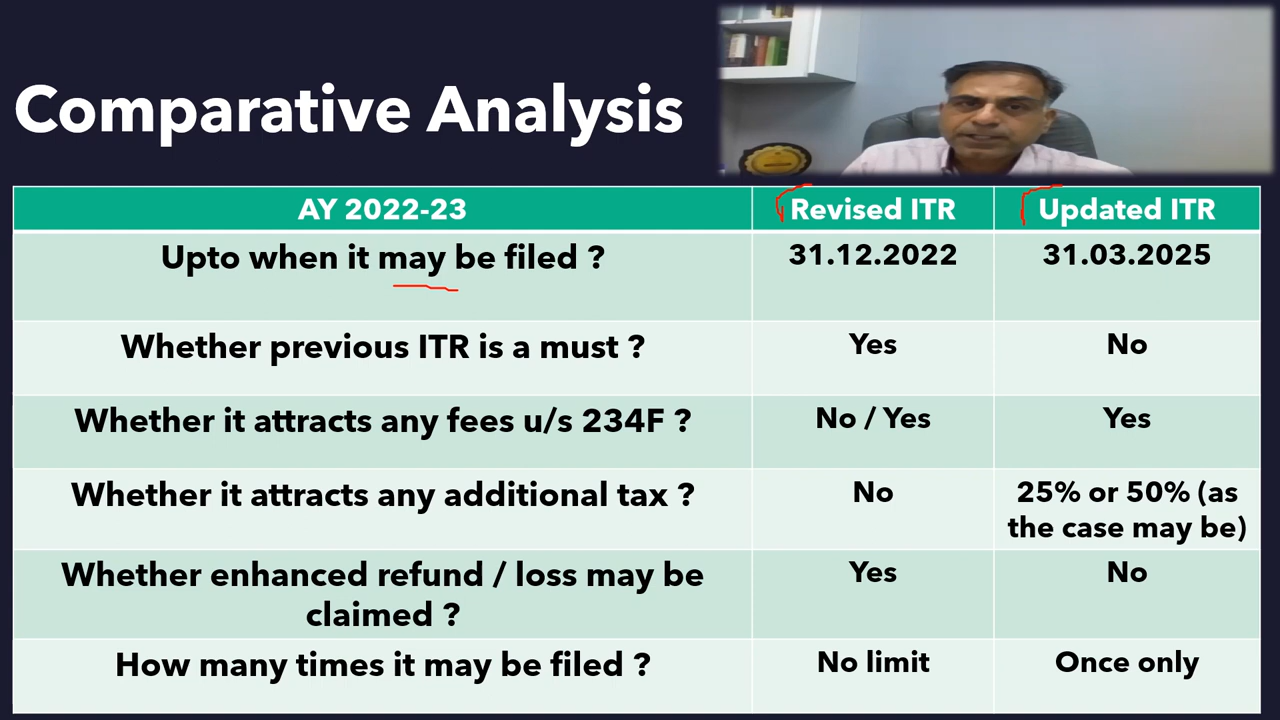 Comparative Analysis
AY 2022-23 Revised ITR Updated ITR
Upto when it may be filed ? 31.12.2022 31.03.2025
Whether previous ITR is a must ? Yes No
Whether it attracts any fees u/s 234F ? No / Yes Yes
Whether it attracts any additional tax ? No 25% or 50% (as
the case may be)
Whether enhanced refund / loss may be
claimed ? Yes No
How many times it may be filed ? No limit Once only